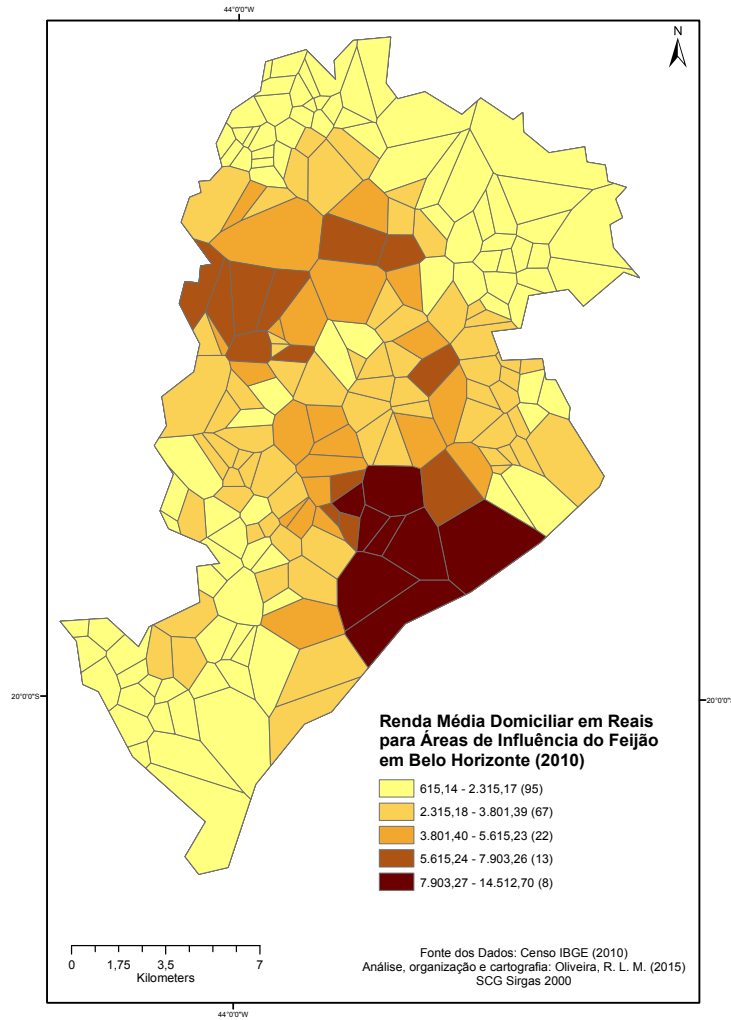 44°0'0"W
N
20°0'0"S
20°0'0"S
Renda Média Domiciliar em Reais
para Áreas de Influência do Feijão
em Belo Horizonte (2010)
615,14 - 2.315,17 (95)
2.315,18 - 3.801,39 (67)
3.801,40 - 5.615,23 (22)
5.615,24 - 7.903,26 (13)
7.903,27 - 14.512,70 (8)
0 1,75 3,5 7
Kilometers
Fonte dos Dados: Censo IBGE (2010)
Análise, organização e cartografia: Oliveira, R. L. M. (2015)
SCG Sirgas 2000
44°0'0"W